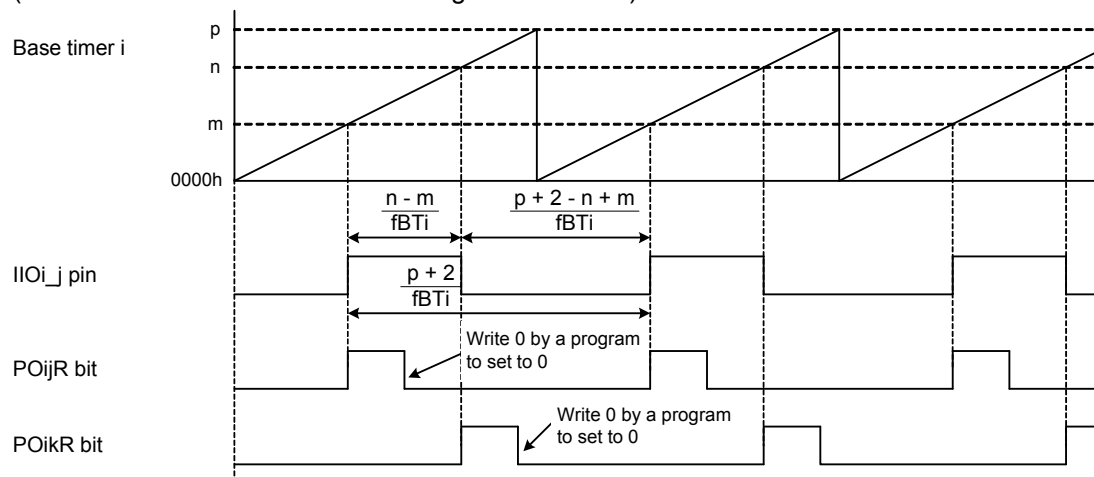 p
Base timer i
n
m
0000h
n - m
fBTi
p + 2 - n + m
fBTi
IIOi_j pin
p + 2
fBTi
Write 0 by a program
to set to 0
POijR bit
Write 0 by a program
to set to 0
POikR bit